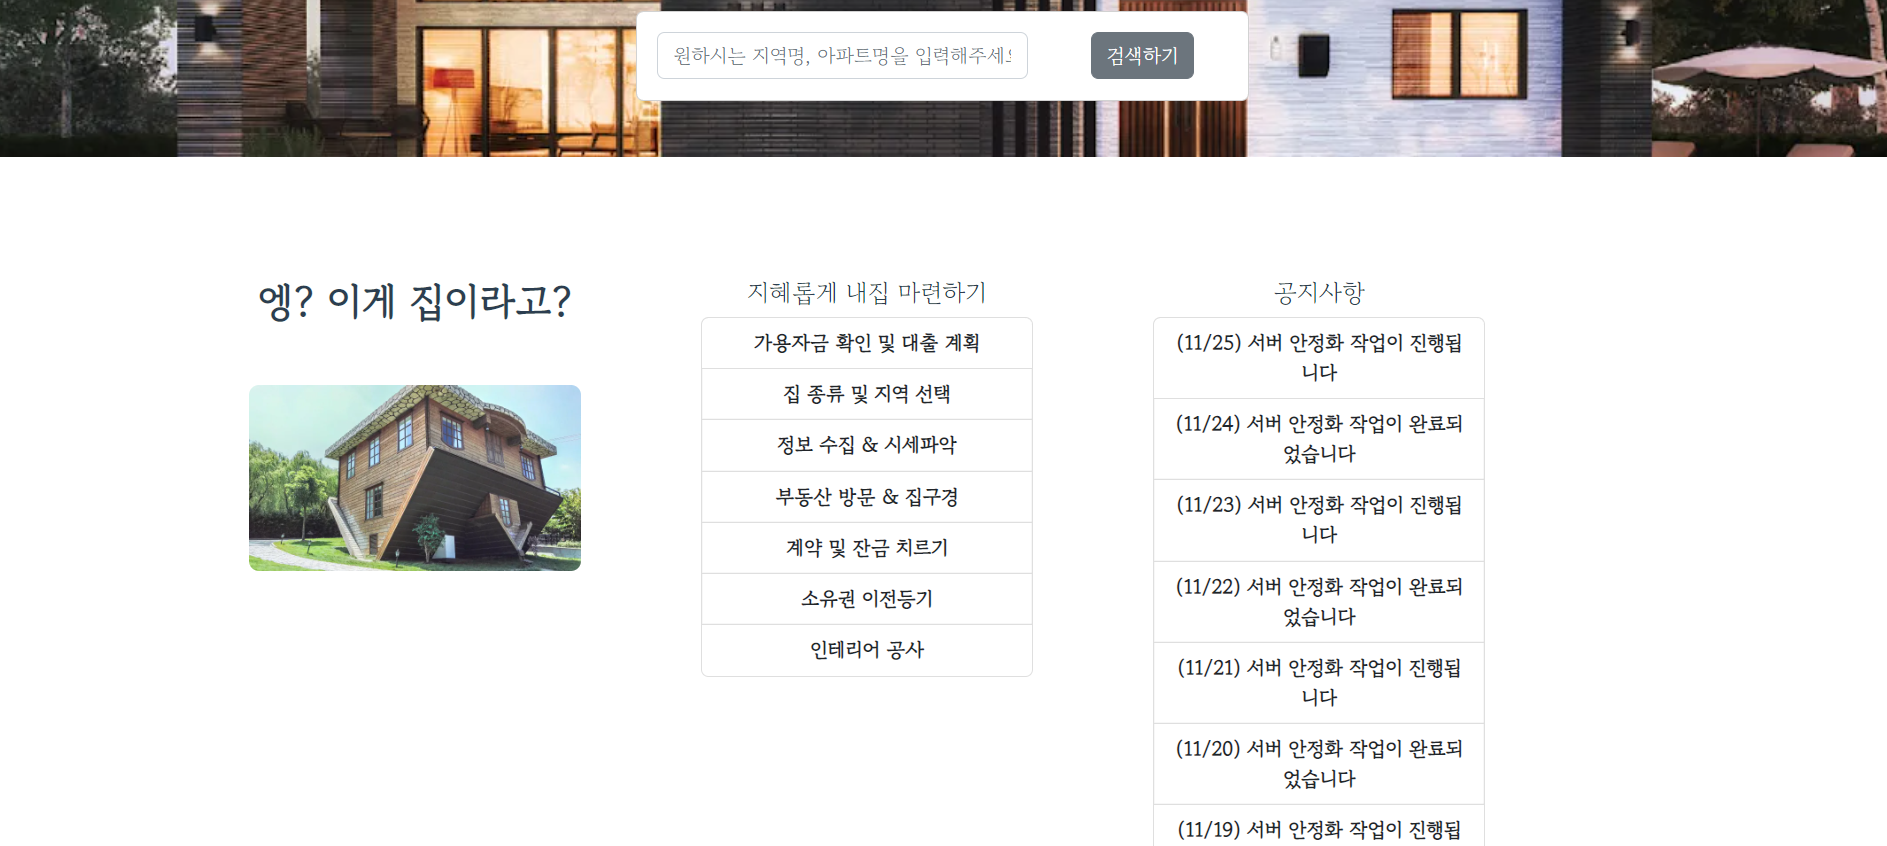 원하시는 지역명, 아파트명을 입력해주세
검색하기
엥? 이게 집이라고?
지혜롭게 내집 마련하기
가용자금 확인 및 대출 계획
집 종류 및 지역 선택
정보 수집 & 시세파악
부동산 방문 & 집구경
계약 및 잔금 치르기
소유권 이전등기
인테리어 공사
공지사항
(11/25) 서버 안정화 작업이 진행됩
니다
(11/24) 서버 안정화 작업이 완료되
었습니다
(11/23) 서버 안정화 작업이 진행됩
니다
(11/22) 서버 안정화 작업이 완료되
었습니다
(11/21) 서버 안정화 작업이 진행됩
니다
(11/20) 서버 안정화 작업이 완료되
었습니다
(11/19) 서버 안정화 작업이 진행됩